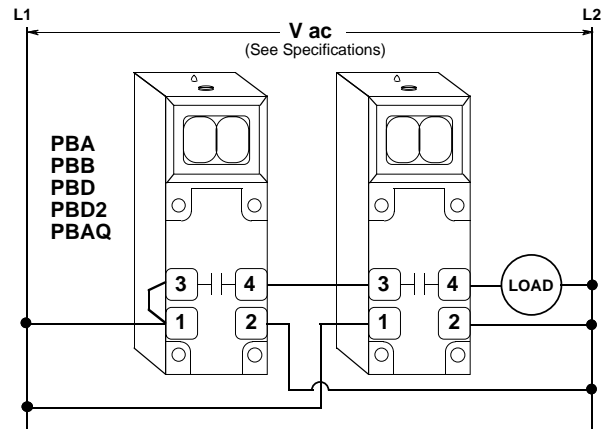 L1
L2
V ac
(See Specifications)
PBA
PBB
PBD
PBD2
PBAQ
3 4 3 4 LOAD
1 2 1 2